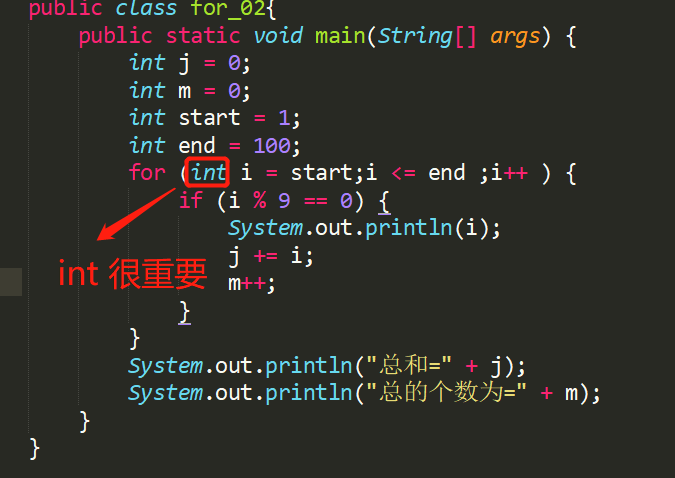 public class for_02{
public static void main(String[] args) {
int j = 0;
int m = 0;
int start = 1;
int end = 100;
for (int i = start;i <= end ;i++ ) {
if (i % 9 == 0) {
System.out.println(i);
j += i;
int 很重要
m++;
}
}
System.out.println("总和=" + j);
System.out.println("总的个数为=" + m);
}
}